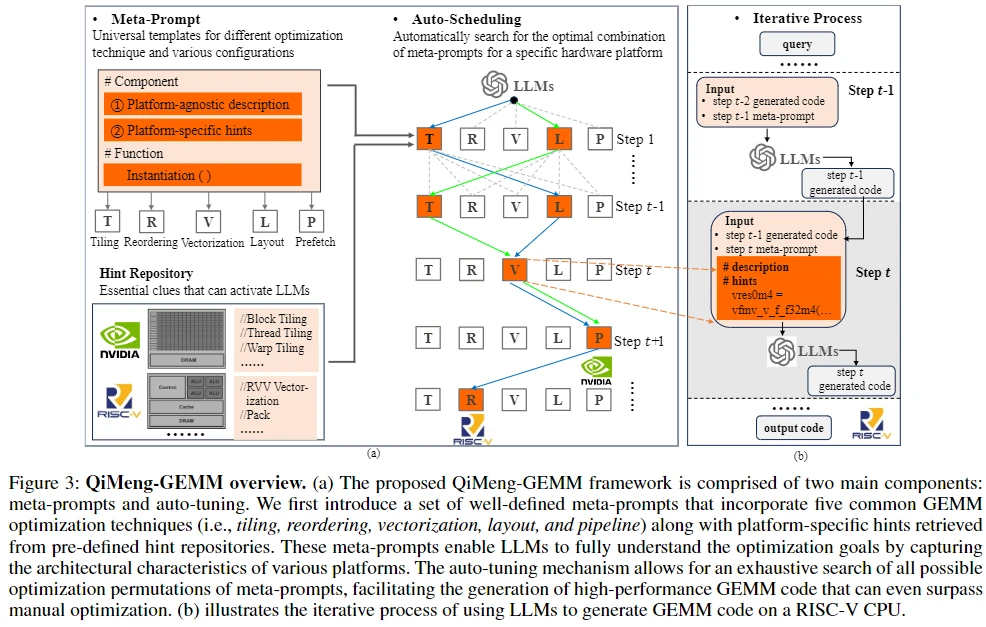 • Meta-Prompt
Universal templates for different optimization
technique and various configurations
# Component
① Platform-agnostic description
② Platform-specific hints
# Function
Instantiation ( )
T R V L P
Tiling Reordering Vectorization Layout Prefetch
Hint Repository
Essential clues that can activate LLMs
NVIDIA
DRAM
//Block Tiling
//Thread Tiling
//Warp Tiling
......
RISC-V
Control
ALU ALU
ALU ALU
Cache
DRAM
//RVV Vector-
ization
//Pack
......
......
• Auto-Scheduling
Automatically search for the optimal combination
of meta-prompts for a specific hardware platform
LLMs
T R V L P Step 1
......
T R V L P Step t-1
T R V L P Step t
T R V L P Step t+1
NVIDIA
T R V L P
......
RISC-V
(a)
• Iterative Process
query
......
Step t-1
Input
• step t-2 generated code
• step t-1 meta-prompt
LLMs
step t-1
generated code
Step t
Input
• step t-1 generated code
• step t meta-prompt
# description
# hints
vres0m4 =
vfmv_v_f_f32m4(…
LLMs
step t
generated code
......
output code
RISC-V
(b)
Figure 3: QiMeng-GEMM overview. (a) The proposed QiMeng-GEMM framework is comprised of two main components:
meta-prompts and auto-tuning. We first introduce a set of well-defined meta-prompts that incorporate five common GEMM
optimization techniques (i.e., tiling, reordering, vectorization, layout, and pipeline) along with platform-specific hints retrieved
from pre-defined hint repositories. These meta-prompts enable LLMs to fully understand the optimization goals by capturing
the architectural characteristics of various platforms. The auto-tuning mechanism allows for an exhaustive search of all possible
optimization permutations of meta-prompts, facilitating the generation of high-performance GEMM code that can even surpass
manual optimization. (b) illustrates the iterative process of using LLMs to generate GEMM code on a RISC-V CPU.